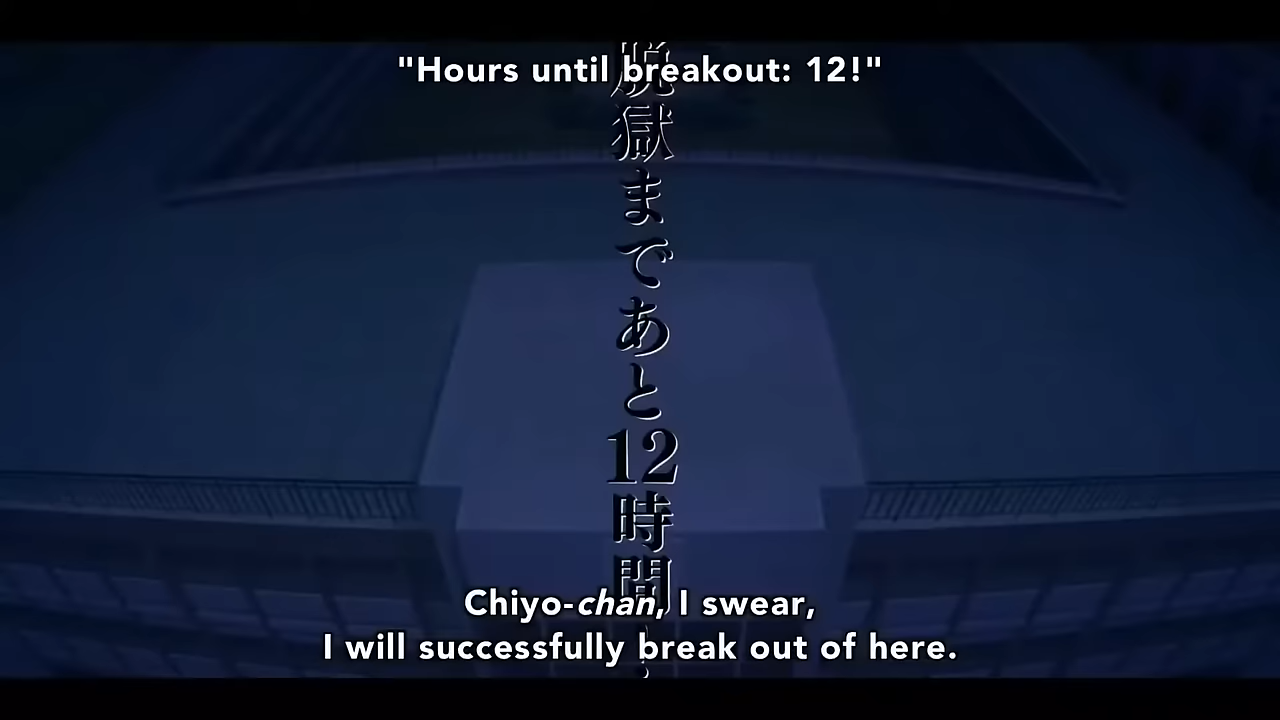 "Hours until breakout: 12!"
脱獄まであと12時間
Chiyo-chan, I swear,
I will successfully break out of here.